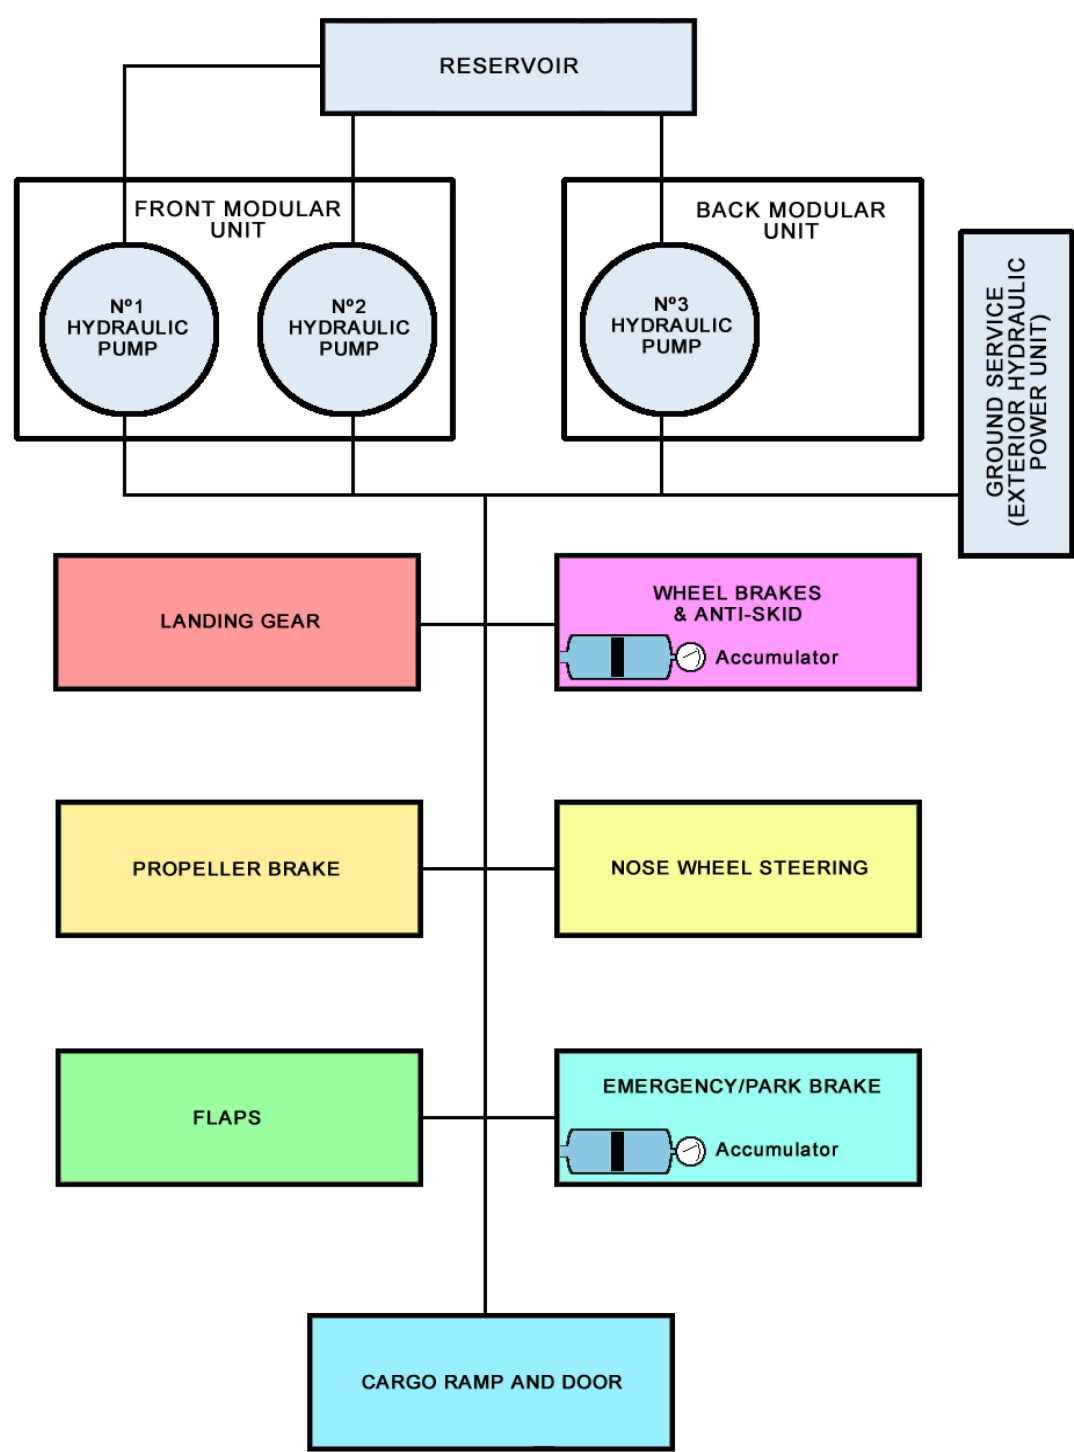 RESERVOIR
FRONT MODULAR
UNIT
BACK MODULAR
UNIT
Nº1
HYDRAULIC
PUMP
Nº2
HYDRAULIC
PUMP
Nº3
HYDRAULIC
PUMP
GROUND SERVICE
(EXTERIOR HYDRAULIC
POWER UNIT)
LANDING GEAR
WHEEL BRAKES
& ANTI-SKID
Accumulator
PROPELLER BRAKE
NOSE WHEEL STEERING
FLAPS
EMERGENCY/PARK BRAKE
Accumulator
CARGO RAMP AND DOOR